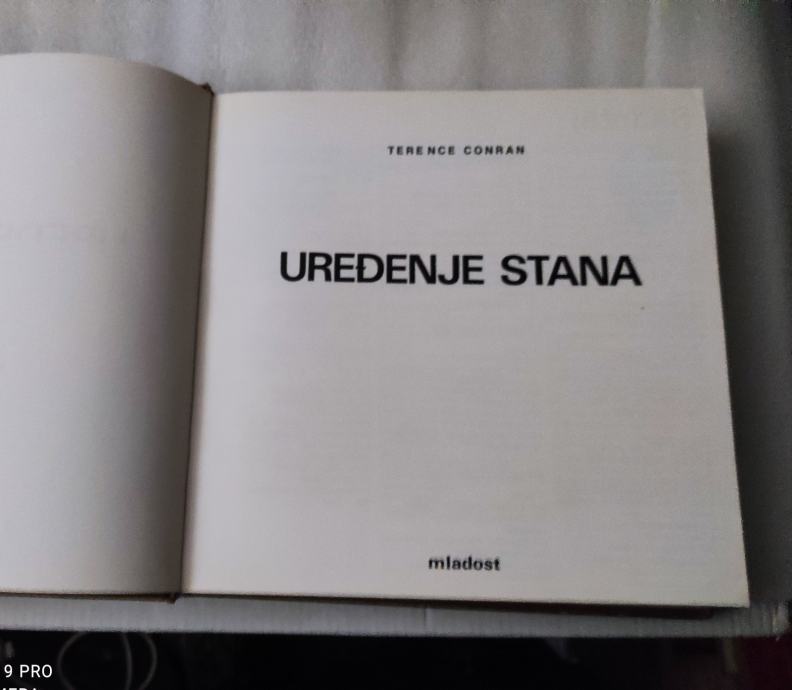 TERENCE CONRAN
UREĐENJE STANA
mladost
9 PRO